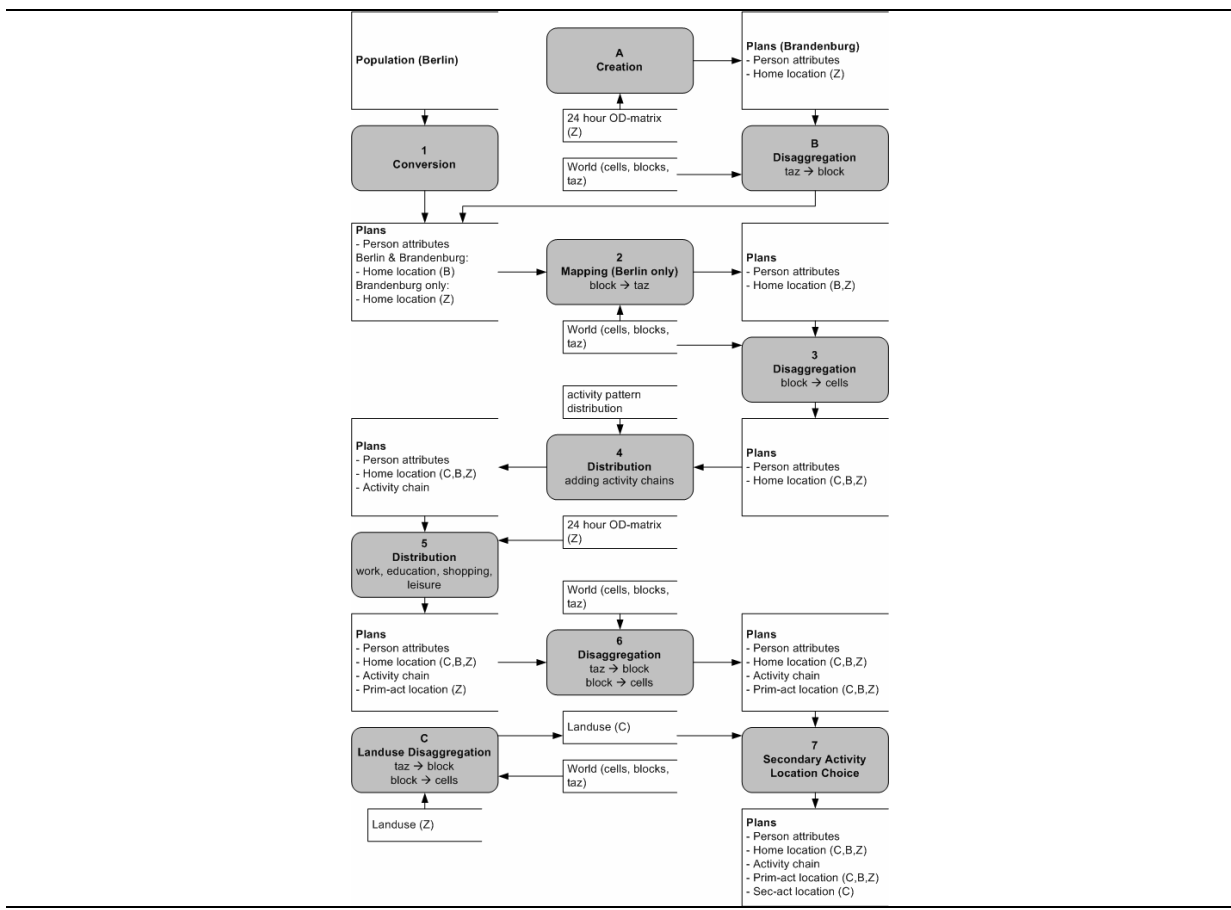 Population (Berlin)
A
Creation
Plans (Brandenburg)
- Person attributes
- Home location (Z)
24 hour OD-matrix
(Z)
1
Conversion
World (cells, blocks,
taz)
B
Disaggregation
taz → block
Plans
- Person attributes
Berlin & Brandenburg:
- Home location (B)
Brandenburg only:
- Home location (Z)
2
Mapping (Berlin only)
block → taz
Plans
- Person attributes
- Home location (B,Z)
World (cells, blocks,
taz)
3
Disaggregation
block → cells
activity pattern
distribution
Plans
- Person attributes
- Home location (C,B,Z)
- Activity chain
4
Distribution
adding activity chains
Plans
- Person attributes
- Home location (C,B,Z)
24 hour OD-matrix
(Z)
5
Distribution
work, education, shopping,
leisure
World (cells, blocks,
taz)
Plans
- Person attributes
- Home location (C,B,Z)
- Activity chain
- Prim-act location (Z)
6
Disaggregation
taz → block
block → cells
Plans
- Person attributes
- Home location (C,B,Z)
- Activity chain
- Prim-act location (C,B,Z)
C
Landuse Disaggregation
taz → block
block → cells
Landuse (C)
World (cells, blocks,
taz)
7
Secondary Activity
Location Choice
Landuse (Z)
Plans
- Person attributes
- Home location (C,B,Z)
- Activity chain
- Prim-act location (C,B,Z)
- Sec-act location (C)